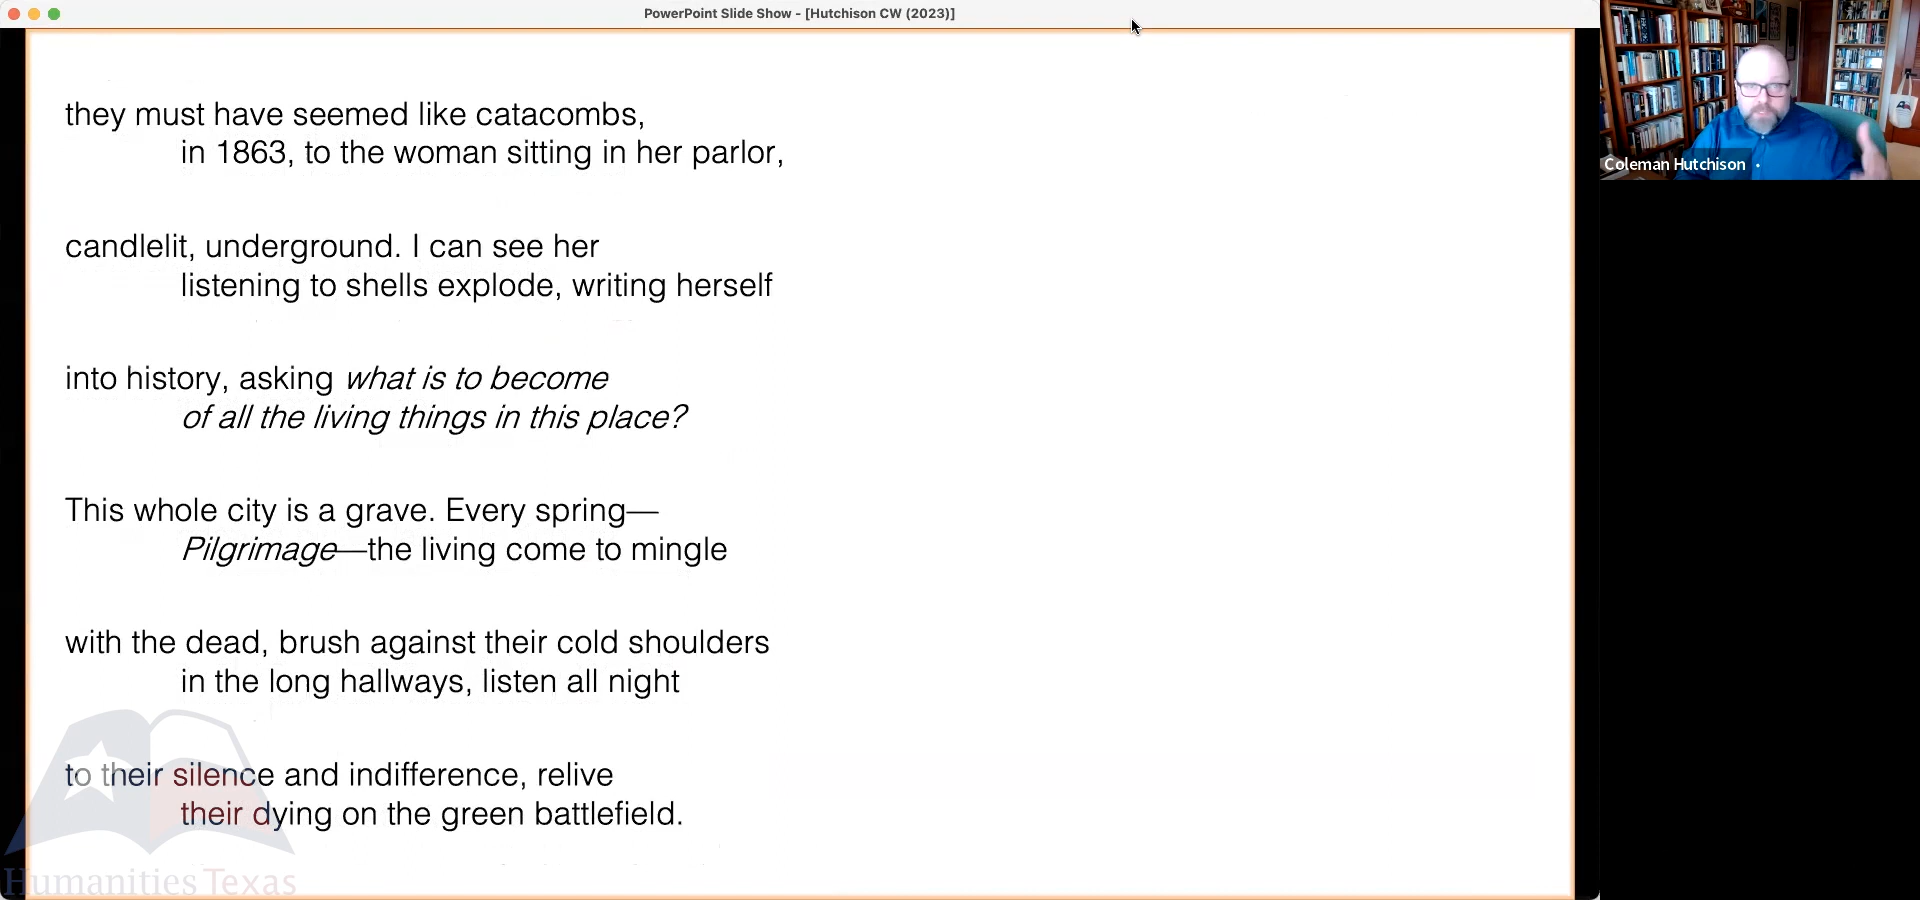 PowerPoint Slide Show - [Hutchison CW (2023)]
they must have seemed like catacombs,
in 1863, to the woman sitting in her parlor,
candlelit, underground. I can see her
listening to shells explode, writing herself
into history, asking what is to become
of all the living things in this place?
This whole city is a grave. Every spring—
Pilgrimage—the living come to mingle
with the dead, brush against their cold shoulders
in the long hallways, listen all night
to their silence and indifference, relive
their dying on the green battlefield.
Humanities Texas
Coleman Hutchison